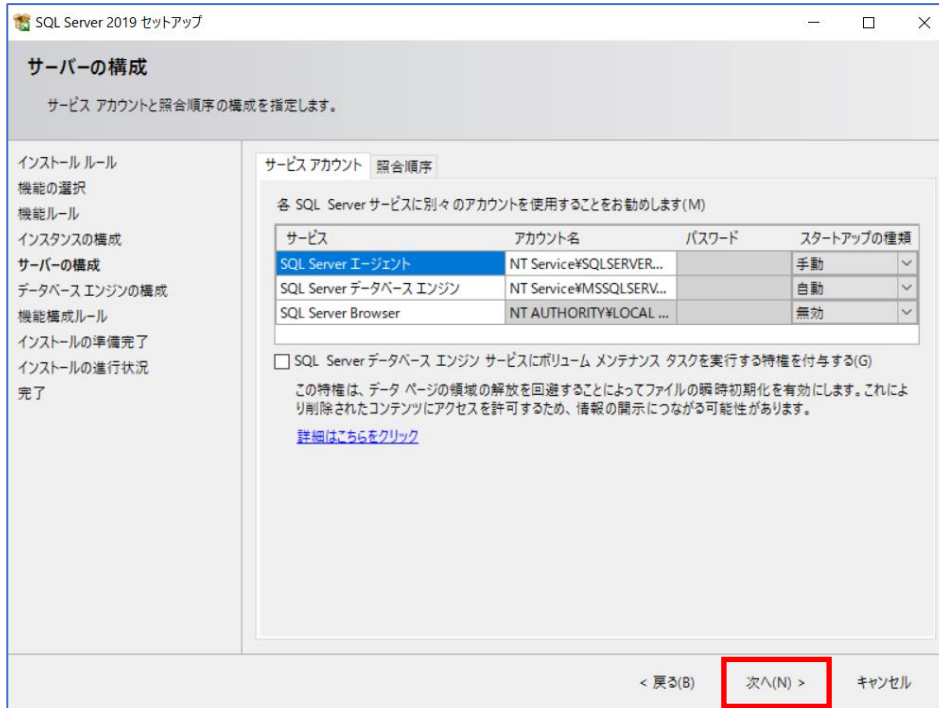 SQL Server 2019 セットアップ
サーバーの構成
サービス アカウントと照合順序の構成を指定します。
インストール ルール
機能の選択
機能ルール
インスタンスの構成
サーバーの構成
データベース エンジンの構成
機能構成ルール
インストールの準備完了
インストールの進行状況
完了
サービス アカウント 照合順序
各 SQL Server サービスに別々のアカウントを使用することをお勧めします(M)
サービス アカウント名 パスワード スタートアップの種類
SQL Server エージェント NT Service¥SQLSERVER... 手動
SQL Server データベース エンジン NT Service¥MSSQLSERV... 自動
SQL Server Browser NT AUTHORITY¥LOCAL ... 無効
SQL Server データベース エンジン サービスにボリューム メンテナンス タスクを実行する特権を付与する(G)
この特権は、データ ページの領域の解放を回避することによってファイルの瞬時初期化を有効にします。これによ
り削除されたコンテンツにアクセスを許可するため、情報の開示につながる可能性があります。
詳細はこちらをクリック
< 戻る(B) 次へ(N) > キャンセル